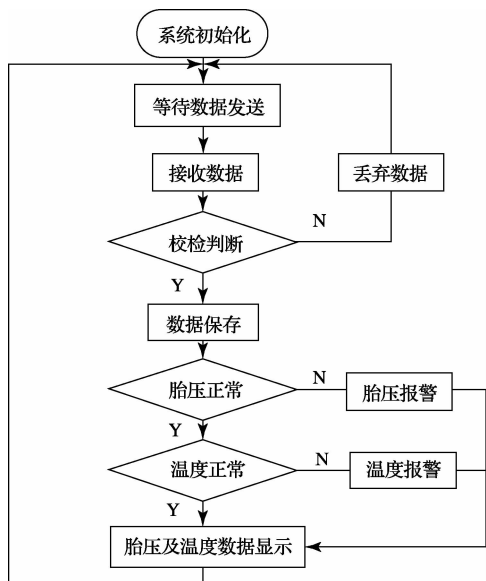 系统初始化
等待数据发送
接收数据
丢弃数据
校检判断
N
Y
数据保存
胎压正常
N
胎压报警
Y
温度正常
N
温度报警
Y
胎压及温度数据显示